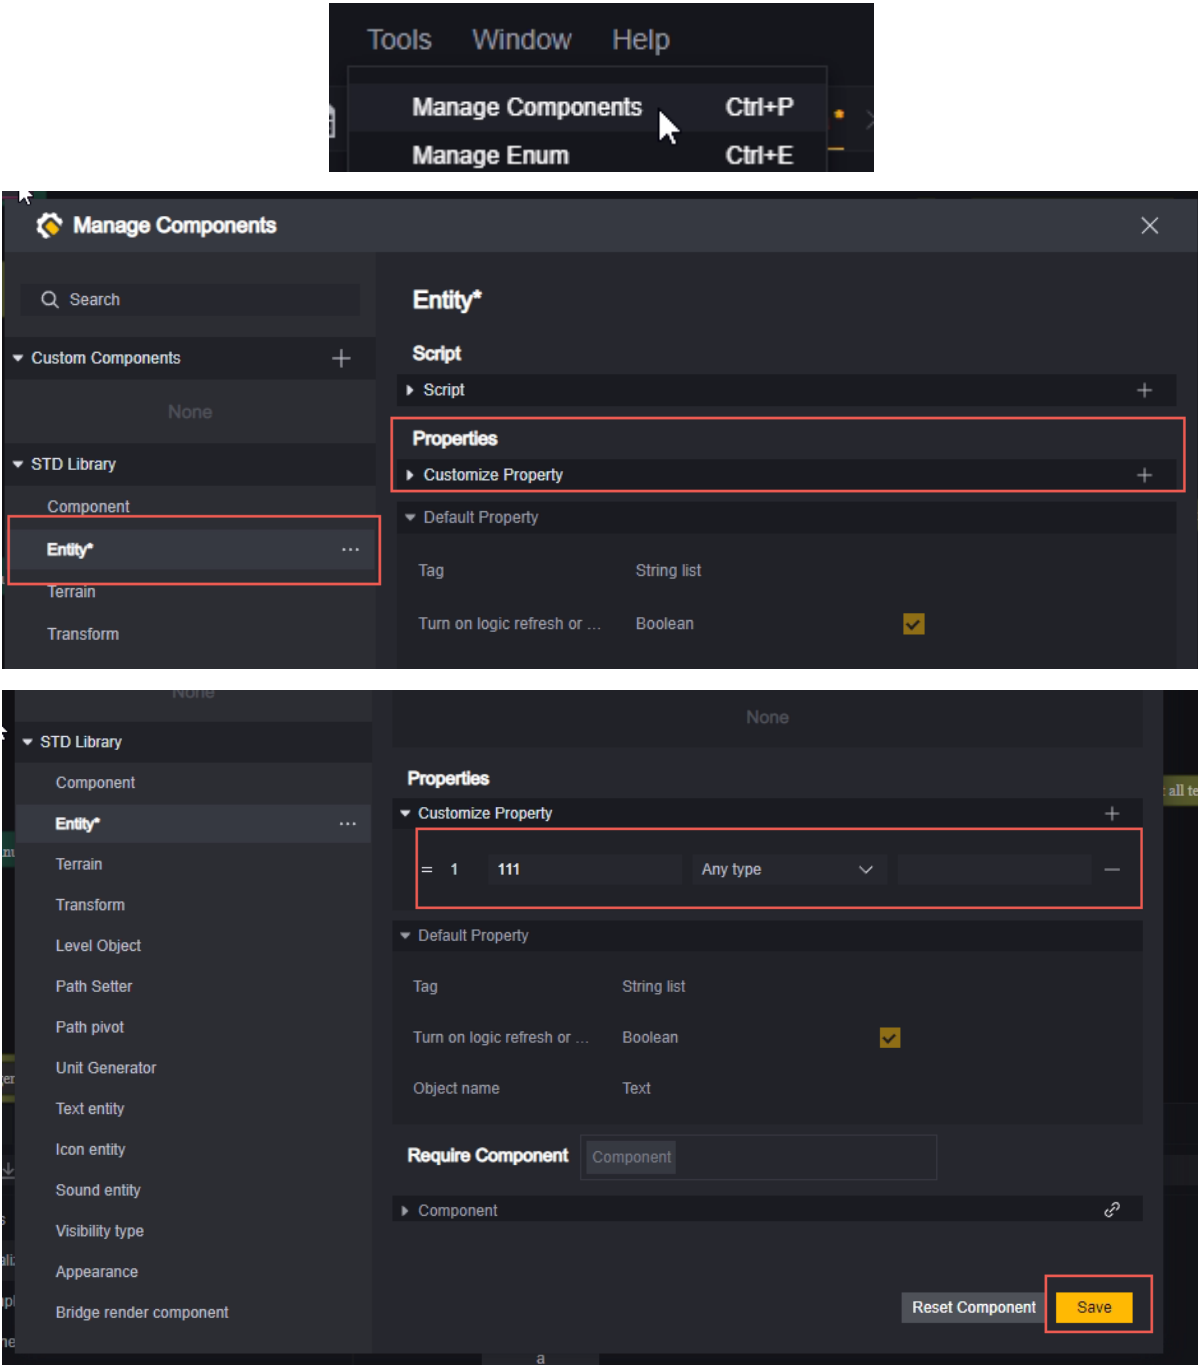 Tools Window Help
Manage Components Ctrl+P
Manage Enum Ctrl+E
Manage Components
Search
Entity*
Custom Components
Script
Script
None
Properties
STD Library
Customize Property
Component
Default Property
Entity* ...
Tag String list
Terrain
Turn on logic refresh or ... Boolean
Transform
None
None
STD Library
Component
Properties
Customize Property
Entity* ...
= 1 111 Any type
Terrain
Transform
Default Property
Level Object
Path Setter
Tag String list
Path pivot
Turn on logic refresh or ... Boolean
Unit Generator
Object name Text
Text entity
Icon entity
Require Component Component
Sound entity
Component
Visibility type
Appearance
Bridge render component
Reset Component Save
all te
a